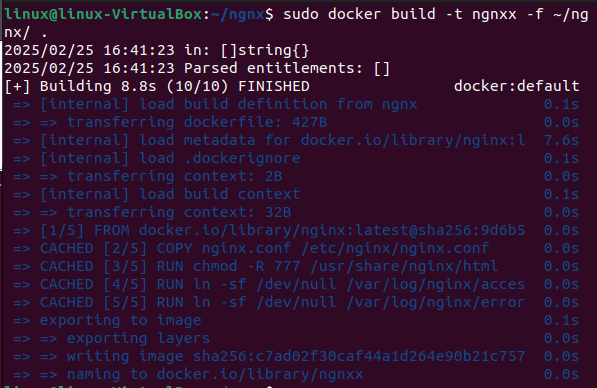 linux@linux-VirtualBox:~/ngnx$ sudo docker build -t ngnxx -f ~/ng
nx/ .
2025/02/25 16:41:23 in: []string{}
2025/02/25 16:41:23 Parsed entitlements: []
[+] Building 8.8s (10/10) FINISHED docker:default
=> [internal] load build definition from ngnx 0.1s
=> => transferring dockerfile: 427B 0.0s
=> [internal] load metadata for docker.io/library/nginx:l 7.6s
=> [internal] load .dockerignore 0.1s
=> => transferring context: 2B 0.0s
=> [internal] load build context 0.1s
=> => transferring context: 32B 0.0s
=> [1/5] FROM docker.io/library/nginx:latest@sha256:9d6b5 0.0s
=> CACHED [2/5] COPY nginx.conf /etc/nginx/nginx.conf 0.0s
=> CACHED [3/5] RUN chmod -R 777 /usr/share/nginx/html 0.0s
=> CACHED [4/5] RUN ln -sf /dev/null /var/log/nginx/acces 0.0s
=> CACHED [5/5] RUN ln -sf /dev/null /var/log/nginx/error 0.0s
=> exporting to image 0.1s
=> => exporting layers 0.0s
=> => writing image sha256:c7ad02f30caf44a1d264e90b21c757 0.0s
=> => naming to docker.io/library/ngnxx 0.0s